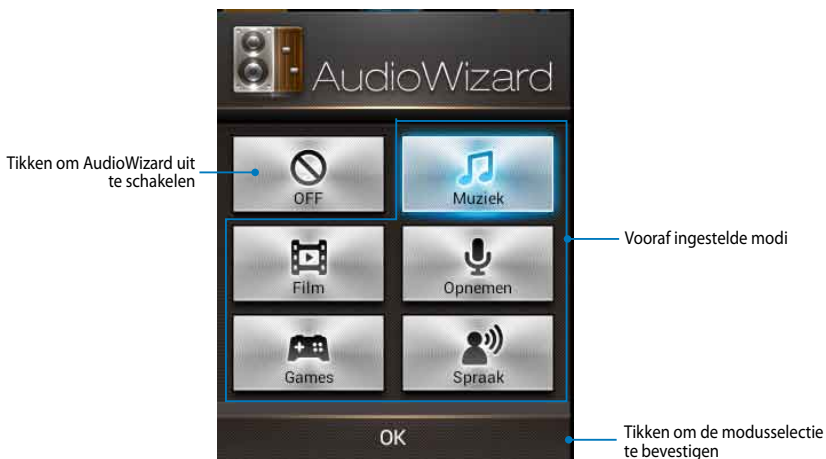 AudioWizard
Tikken om AudioWizard uit
te schakelen
OFF
Muziek
Vooraf ingestelde modi
Film
Opnemen
Games
Spraak
OK
Tikken om de modusselectie
te bevestigen